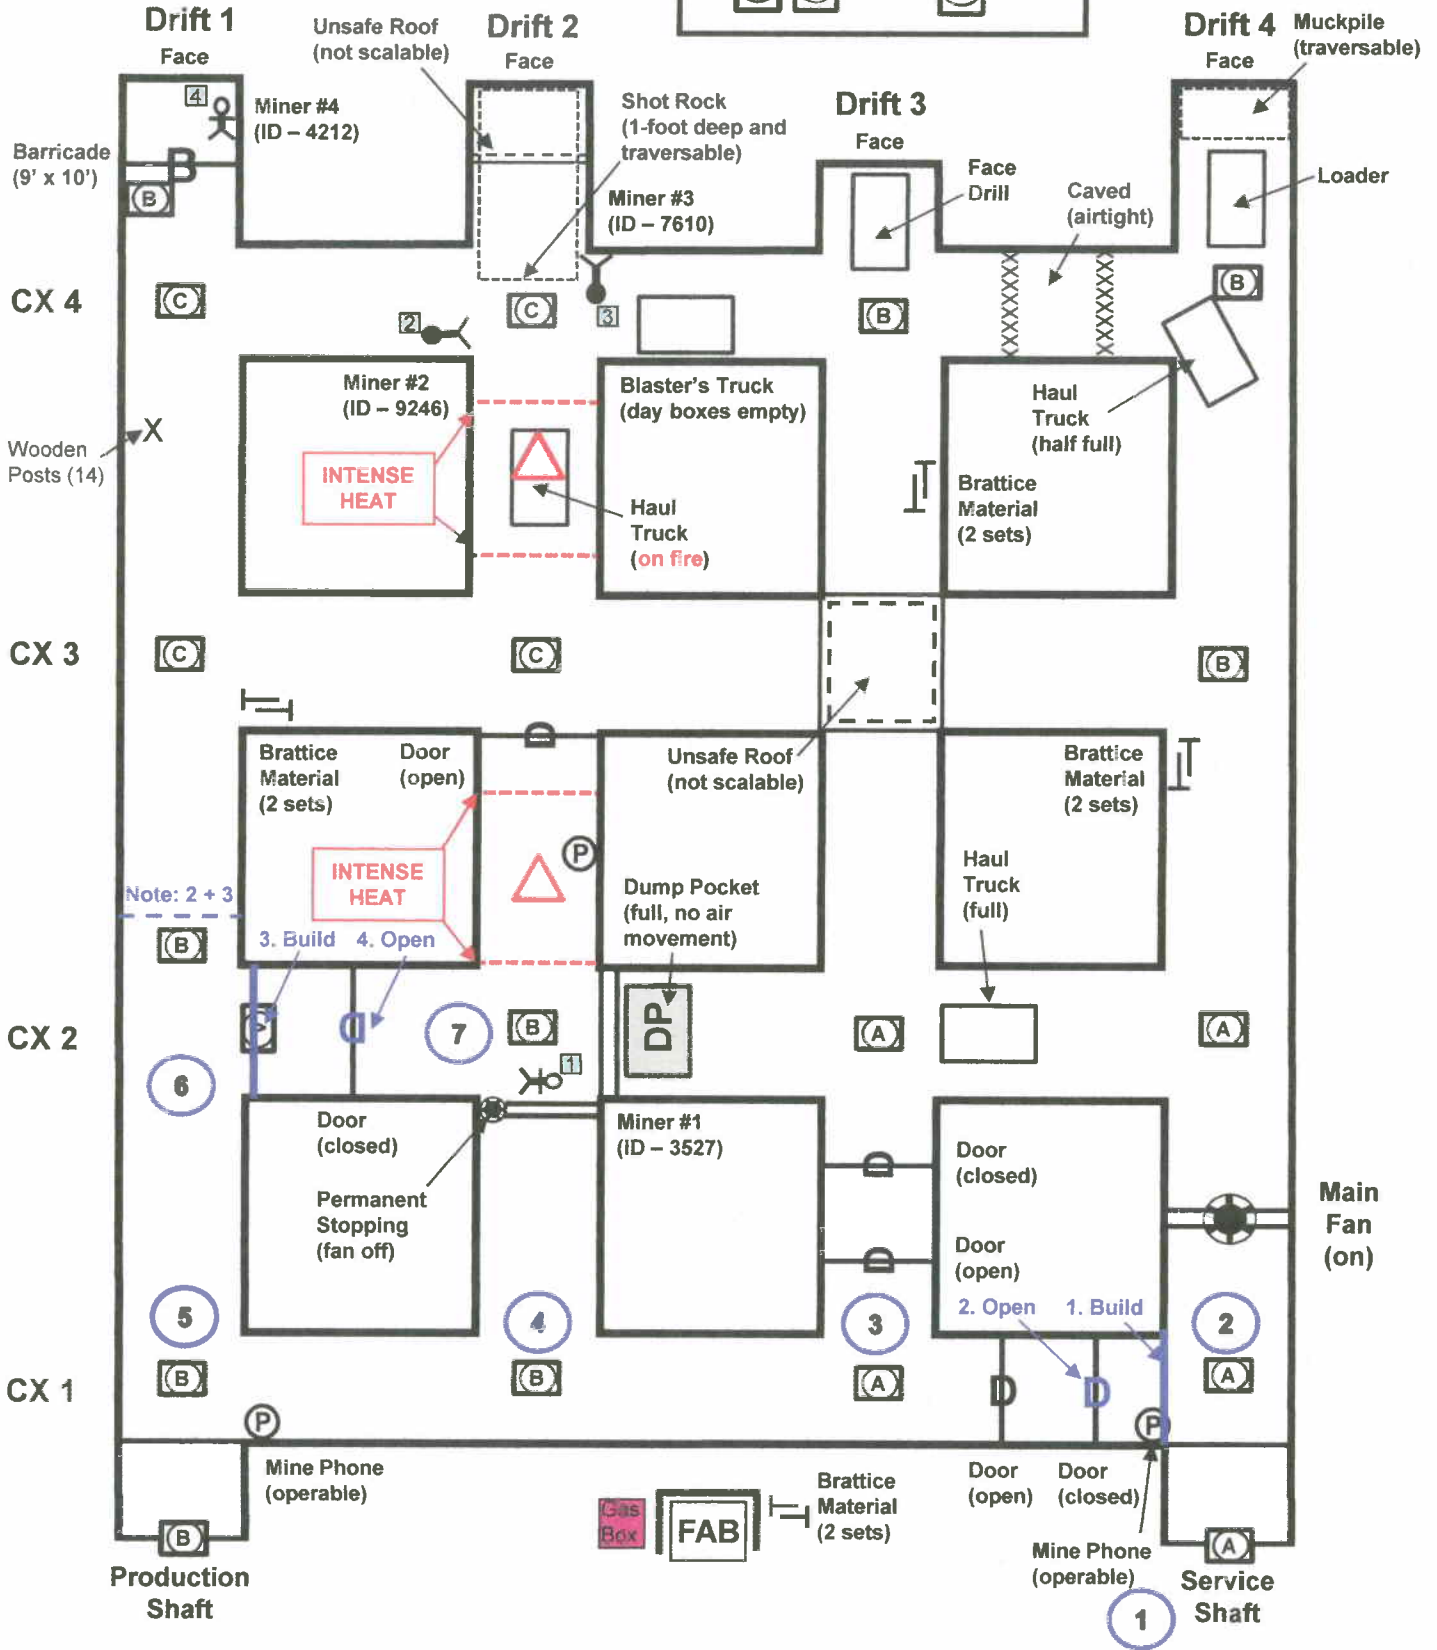 Drift 1
Face
Unsafe Roof
(not scalable)
Drift 2
Face
Drift 4
Face
Muckpile
(traversable)
4
Miner #4
(ID – 4212)
Shot Rock
(1-foot deep and
traversable)
Drift 3
Face
Barricade
(9' x 10')
B
B
Miner #3
(ID – 7610)
Face
Drill
Caved
(airtight)
Loader
CX 4
C
C
B
B
2
3
Miner #2
(ID – 9246)
Blaster's Truck
(day boxes empty)
Haul
Truck
(half full)
X
Wooden
Posts (14)
INTENSE
HEAT
Haul
Truck
(on fire)
Brattice
Material
(2 sets)
CX 3
C
C
B
Brattice
Material
(2 sets)
Door
(open)
D
Unsafe Roof
(not scalable)
Brattice
Material
(2 sets)
INTENSE
HEAT
P
Dump Pocket
(full, no air
movement)
Haul
Truck
(full)
Note: 2 + 3
B
3. Build
4. Open
CX 2
D
7
B
DP
A
A
1
6
Door
(closed)
Miner #1
(ID – 3527)
Permanent
Stopping
(fan off)
D
Door
(closed)
Main
Fan
(on)
D
Door
(open)
2. Open
1. Build
5
4
3
2
CX 1
B
B
A
D
D
A
P
P
Mine Phone
(operable)
Door
(open)
Door
(closed)
Gas
Box
FAB
Brattice
Material
(2 sets)
B
Production
Shaft
Mine Phone
(operable)
1
A
Service
Shaft